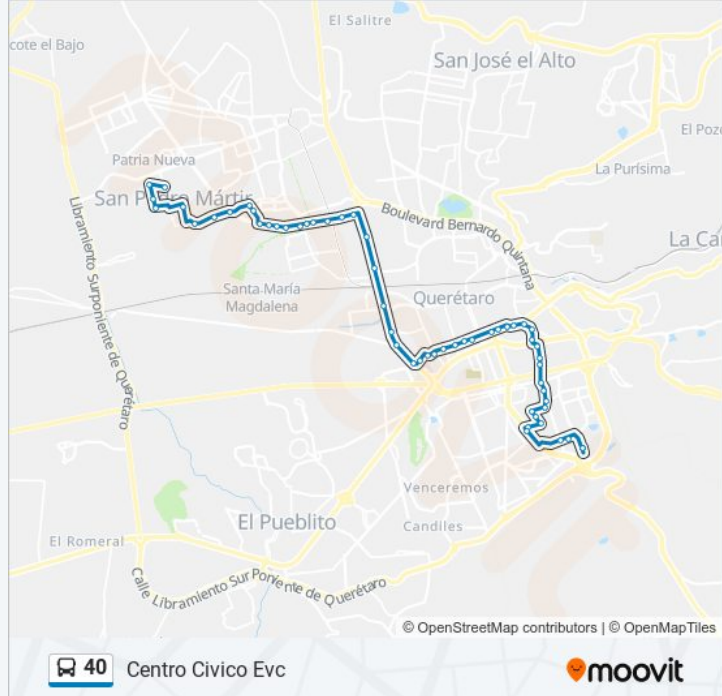 El Salitre
cote el Bajo
San José el Alto
El Poze
Patria Nueva
La Purísima
San Pedro Mártir
Boulevard Bernardo Quintana
La Cañ
Libramiento Surponiente de Querétaro
Santa María
Magdalena
Querétaro
Venceremos
El Pueblito
Candiles
El Romeral
Calle Libramiento Sur Poniente de Querétaro
© OpenStreetMap contributors | © OpenMapTiles
40 Centro Civico Evc
moovit